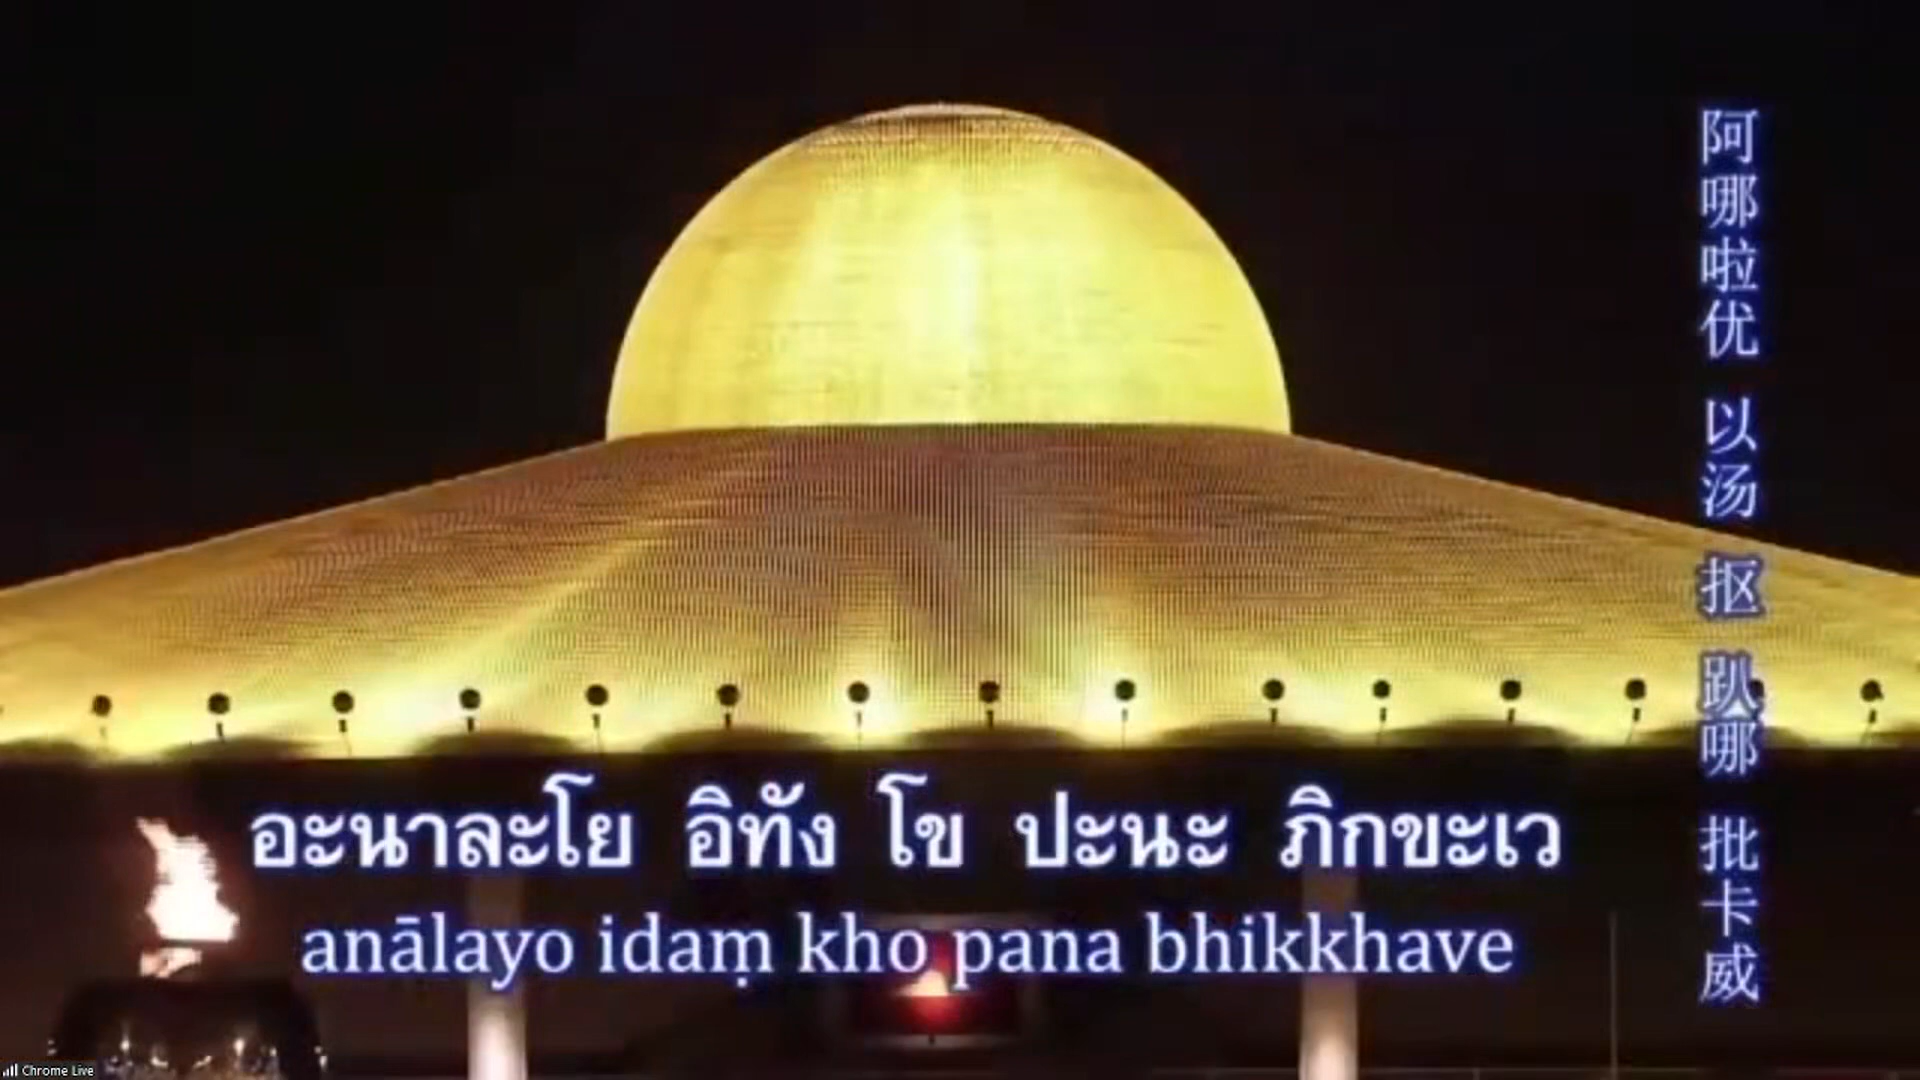 อะนาละโย อิทัง โข ปะนะ ภิกขะเว
anālayo idaṃ kho pana bhikkhave
阿哪啦优 以汤 抠 趴哪 批卡威
Chrome Live